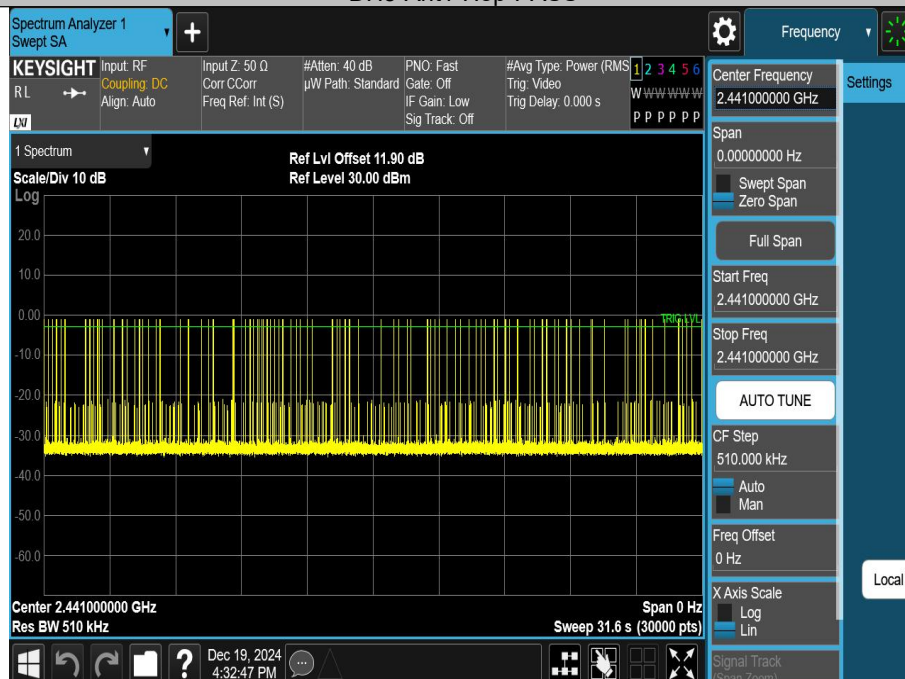 Spectrum Analyzer 1
Swept SA
Frequency
KEYSIGHT
Input: RF
Coupling: DC
Align: Auto
Input Z: 50 Ω
Corr CCorr
Freq Ref: Int (S)
#Atten: 40 dB
µW Path: Standard
PNO: Fast
Gate: Off
IF Gain: Low
Sig Track: Off
#Avg Type: Power (RMS
Trig: Video
Trig Delay: 0.000 s
1 2 3 4 5 6
W W W W W W
P P P P P P
RL
LXI
Center Frequency
2.441000000 GHz
Settings
Span
0.00000000 Hz
Swept Span
Zero Span
Full Span
Start Freq
2.441000000 GHz
Stop Freq
2.441000000 GHz
AUTO TUNE
CF Step
510.000 kHz
Auto
Man
Freq Offset
0 Hz
X Axis Scale
Log
Lin
Signal Track
(Span Zoom)
Local
1 Spectrum
Scale/Div 10 dB
Ref Lvl Offset 11.90 dB
Ref Level 30.00 dBm
Log
20.0
10.0
0.00
-10.0
-20.0
-30.0
-40.0
-50.0
-60.0
TRIG LVL
Center 2.441000000 GHz
Res BW 510 kHz
Span 0 Hz
Sweep 31.6 s (30000 pts)
?
Dec 19, 2024
4:32:47 PM